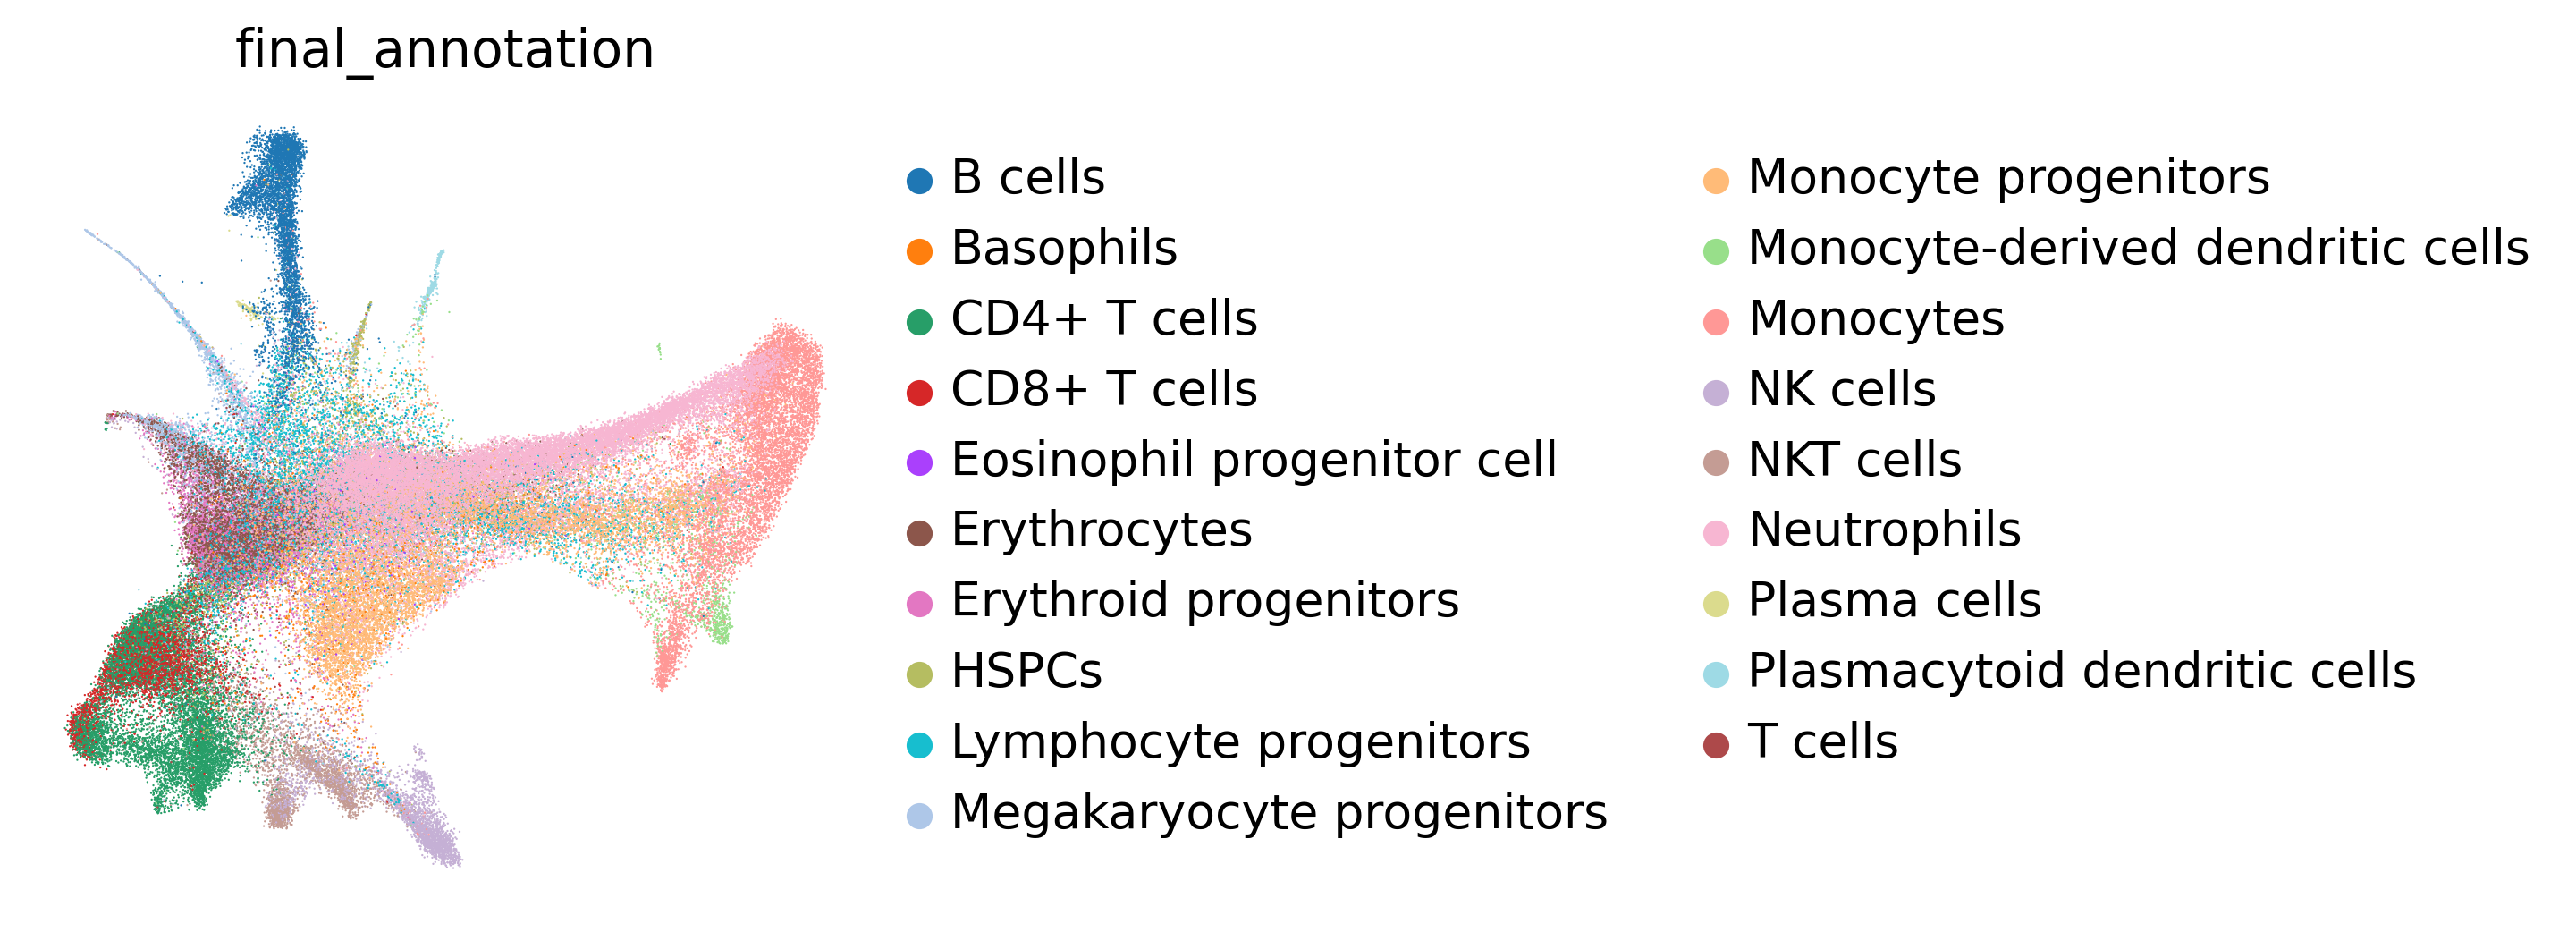 final_annotation
B cells
Basophils
CD4+ T cells
CD8+ T cells
Eosinophil progenitor cell
Erythrocytes
Erythroid progenitors
HSPCs
Lymphocyte progenitors
Megakaryocyte progenitors
Monocyte progenitors
Monocyte-derived dendritic cells
Monocytes
NK cells
NKT cells
Neutrophils
Plasma cells
Plasmacytoid dendritic cells
T cells